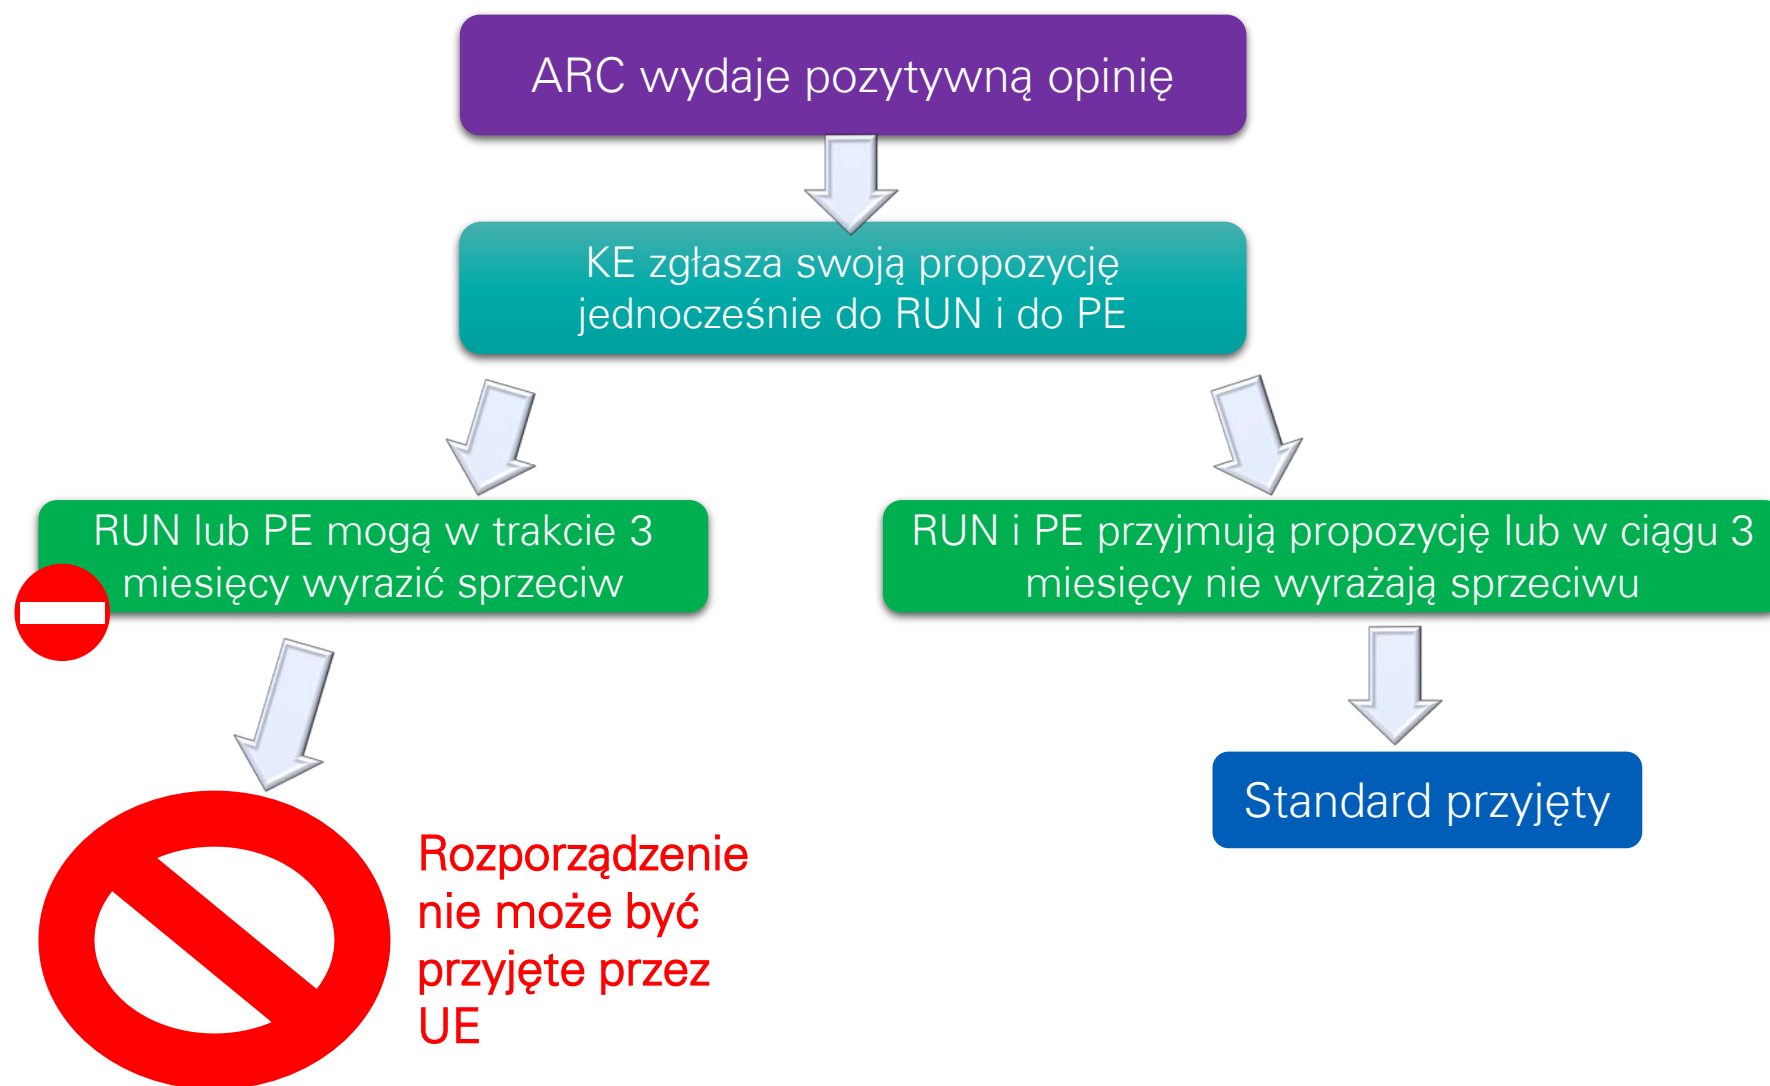 ARC wydaje pozytywną opinię
KE zgłasza swoją propozycję
jednocześnie do RUN i do PE
RUN lub PE mogą w trakcie 3
miesięcy wyrazić sprzeciw
RUN i PE przyjmują propozycję lub w ciągu 3
miesięcy nie wyrażają sprzeciwu
Standard przyjęty
Rozporządzenie
nie może być
przyjęte przez
UE